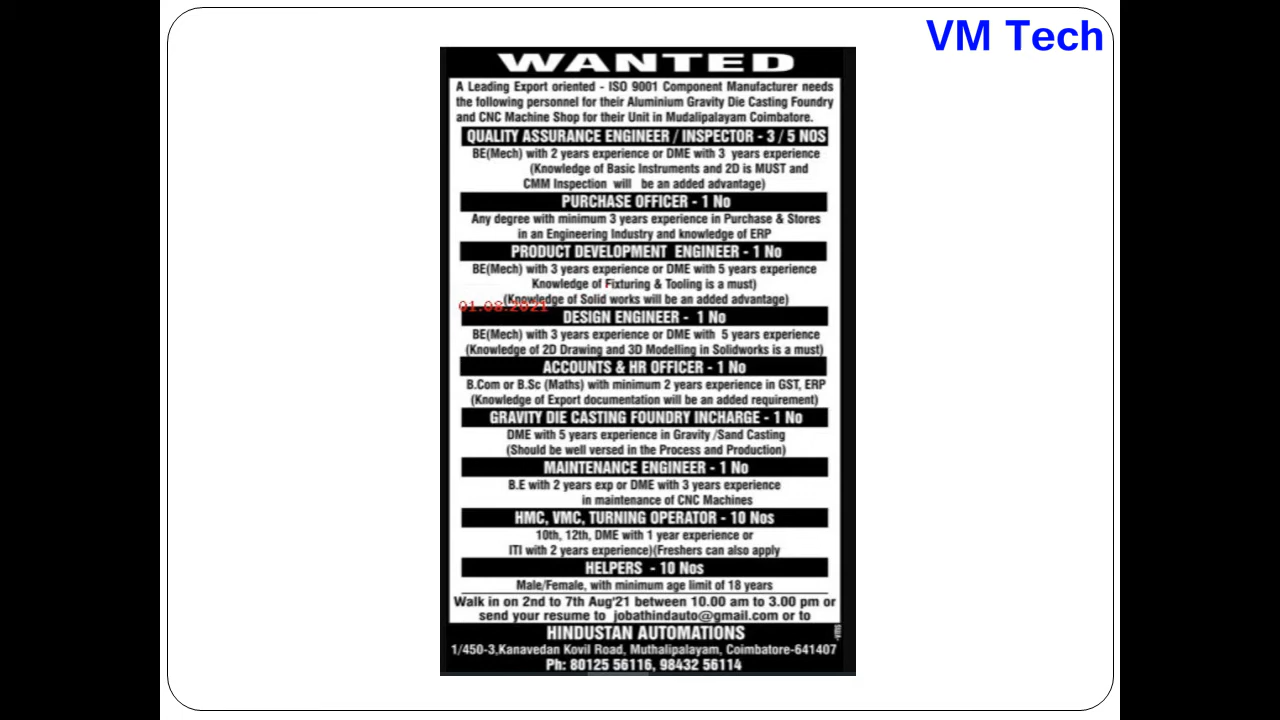 VM Tech
WANTED
A Leading Export oriented - ISO 9001 Component Manufacturer needs
the following personnel for their Aluminium Gravity Die Casting Foundry
and CNC Machine Shop for their Unit in Mudalipalayam Coimbatore.
QUALITY ASSURANCE ENGINEER / INSPECTOR - 3 / 5 NOS
BE(Mech) with 2 years experience or DME with 3 years experience
(Knowledge of Basic Instruments and 2D is MUST and
CMM Inspection will be an added advantage)
PURCHASE OFFICER - 1 No
Any degree with minimum 3 years experience in Purchase & Stores
in an Engineering Industry and knowledge of ERP
PRODUCT DEVELOPMENT ENGINEER - 1 No
BE(Mech) with 3 years experience or DME with 5 years experience
Knowledge of Fixturing & Tooling is a must)
(Knowledge of Solid works will be an added advantage)
01.08.2021
DESIGN ENGINEER - 1 No
BE(Mech) with 3 years experience or DME with 5 years experience
(Knowledge of 2D Drawing and 3D Modelling in Solidworks is a must)
ACCOUNTS & HR OFFICER - 1 No
B.Com or B.Sc (Maths) with minimum 2 years experience in GST, ERP
(Knowledge of Export documentation will be an added requirement)
GRAVITY DIE CASTING FOUNDRY INCHARGE - 1 No
DME with 5 years experience in Gravity /Sand Casting
(Should be well versed in the Process and Production)
MAINTENANCE ENGINEER - 1 No
B.E with 2 years exp or DME with 3 years experience
in maintenance of CNC Machines
HMC, VMC, TURNING OPERATOR - 10 Nos
10th, 12th, DME with 1 year experience or
ITI with 2 years experience)(Freshers can also apply
HELPERS - 10 Nos
Male/Female, with minimum age limit of 18 years
Walk in on 2nd to 7th Aug'21 between 10.00 am to 3.00 pm or
send your resume to jobathindauto@gmail.com or to
HINDUSTAN AUTOMATIONS
1/450-3,Kanavedan Kovil Road, Muthalipalayam, Coimbatore-641407
Ph: 80125 56116, 98432 56114